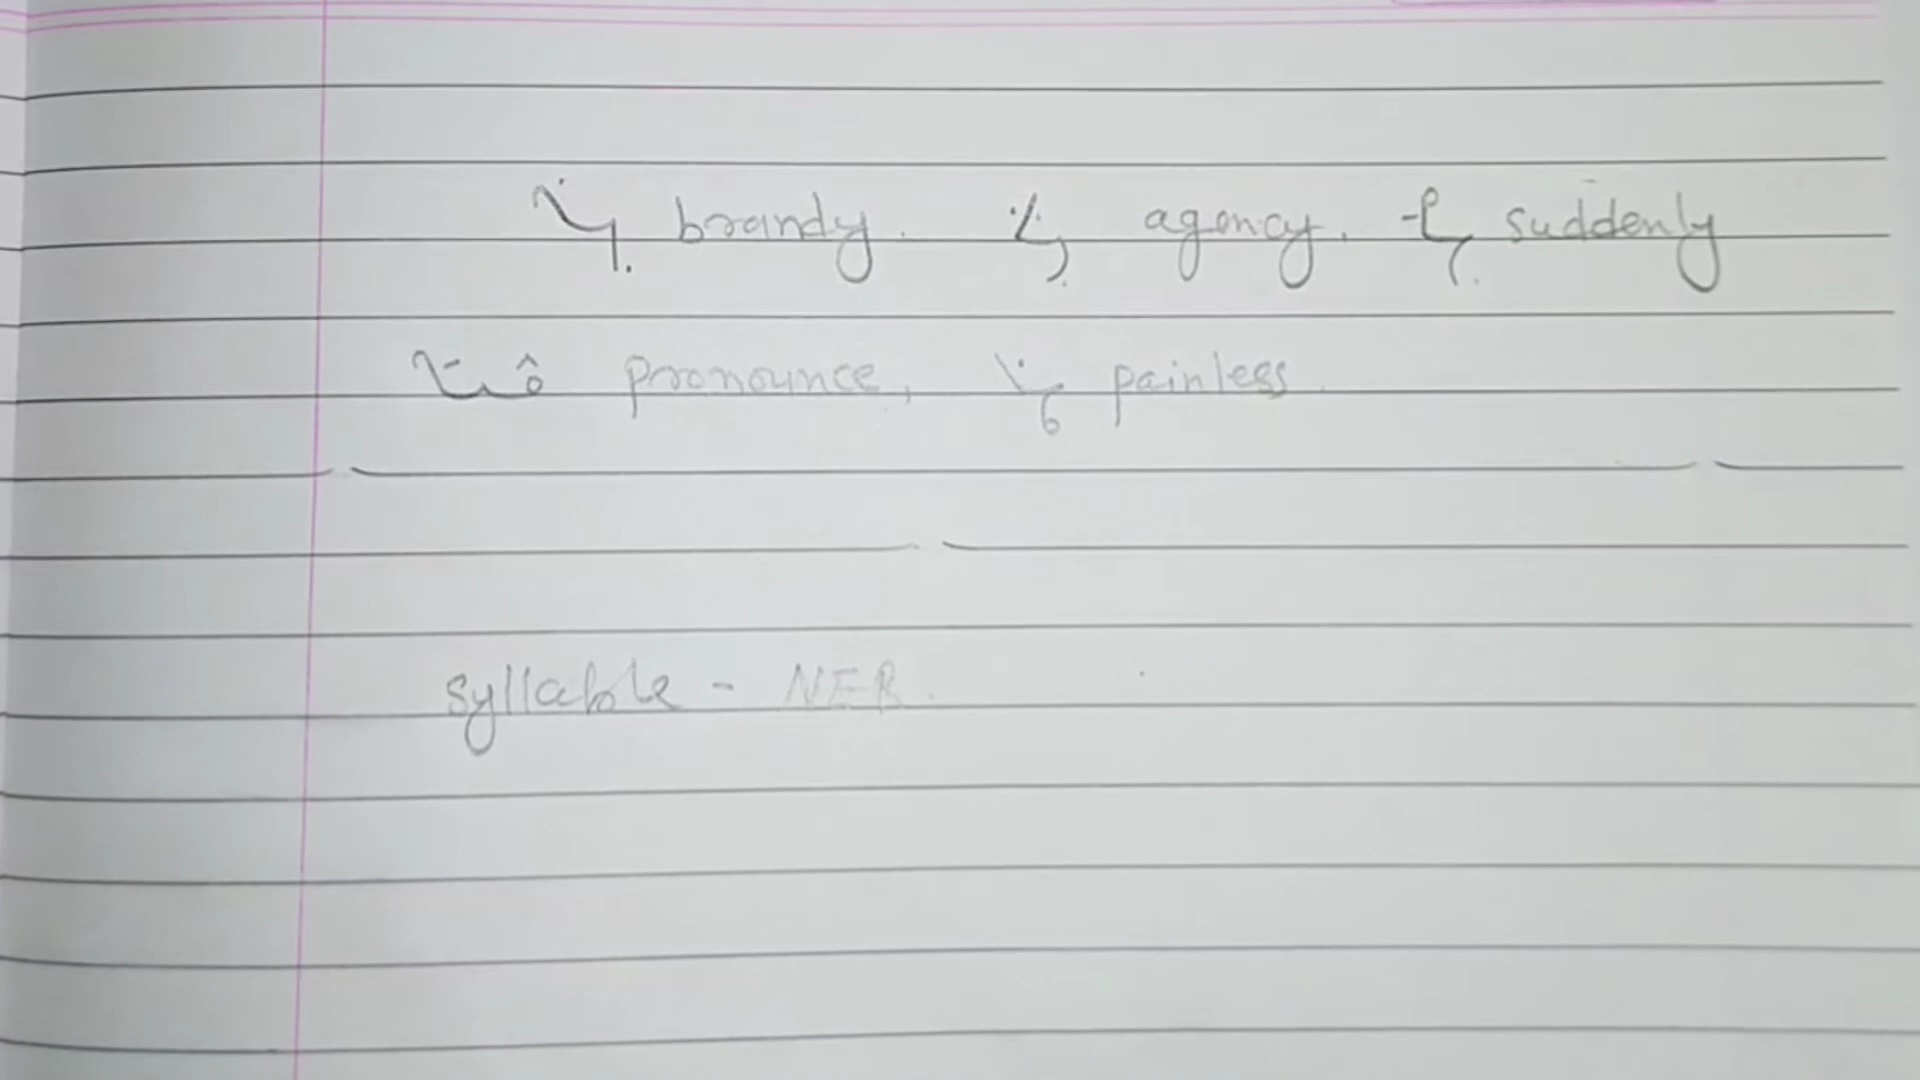 brandy. agency. suddenly
pronounce, painless.
syllable - NER.